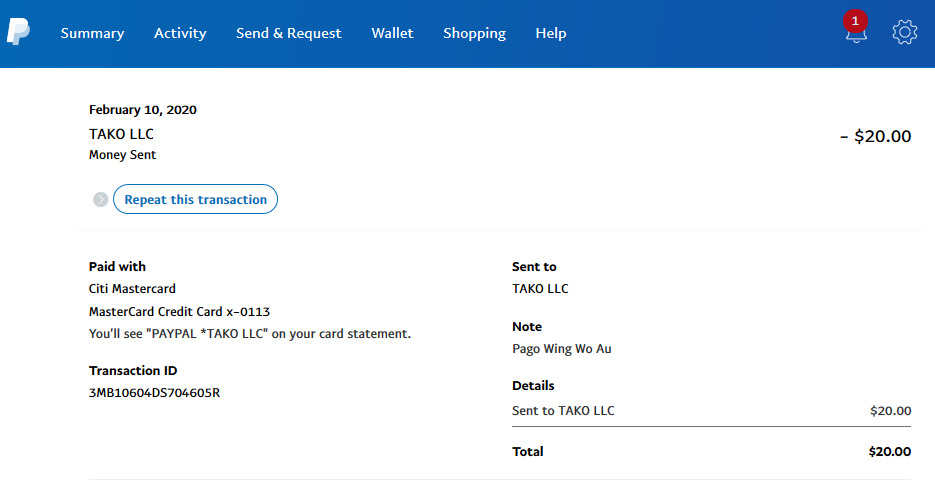 Summary Activity Send & Request Wallet Shopping Help 1
February 10, 2020
TAKO LLC
- $20.00
Money Sent
Repeat this transaction
Paid with
Citi Mastercard
MasterCard Credit Card x-0113
You'll see "PAYPAL *TAKO LLC" on your card statement.
Transaction ID
3MB10604DS704605R
Sent to
TAKO LLC
Note
Pago Wing Wo Au
Details
Sent to TAKO LLC $20.00
Total $20.00